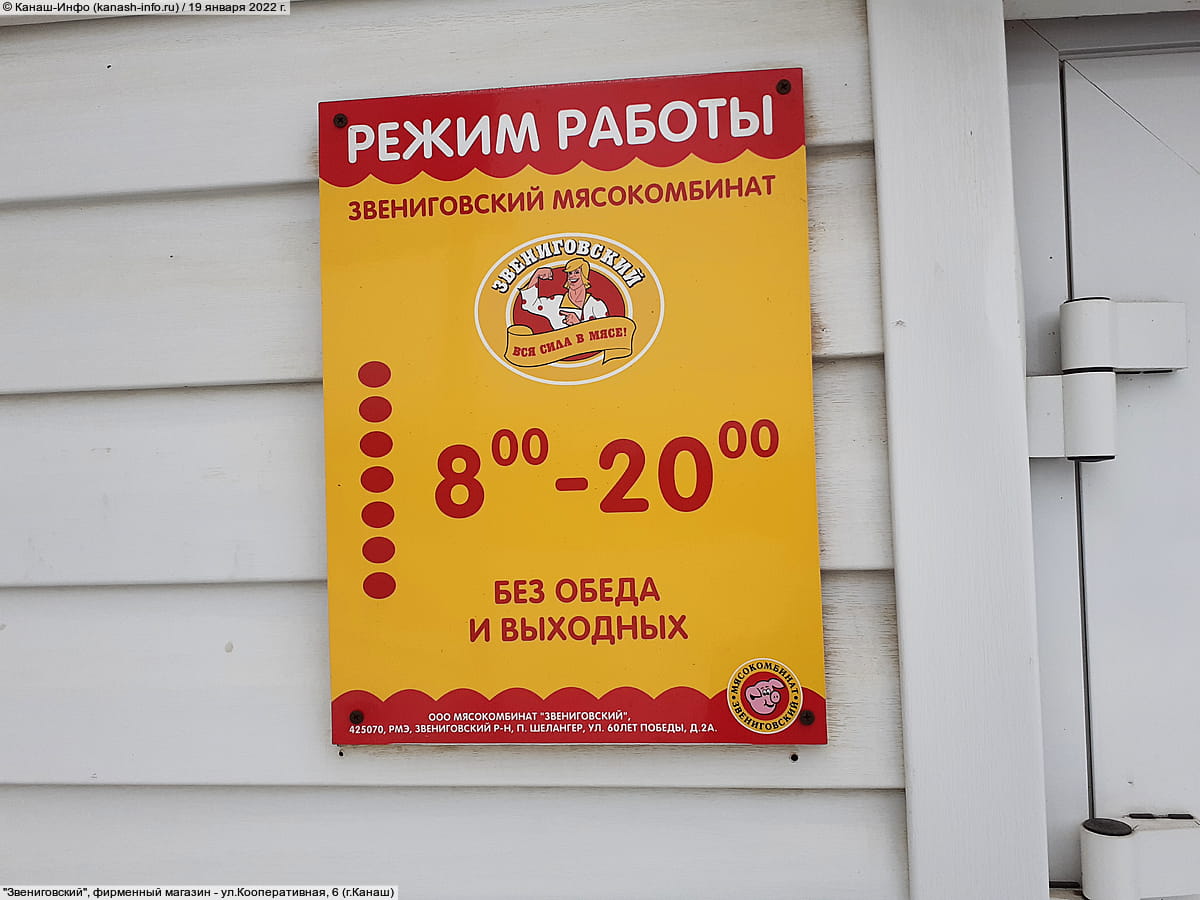 © Канаш-Инфо (kanash-info.ru) / 19 января 2022 г.
РЕЖИМ РАБОТЫ
ЗВЕНИГОВСКИЙ МЯСОКОМБИНАТ
ЗВЕНИГОВСКИЙ
ВСЯ СИЛА В МЯСЕ!
8⁰⁰-20⁰⁰
БЕЗ ОБЕДА
И ВЫХОДНЫХ
МЯСОКОМБИНАТ
ЗВЕНИГОВСКИЙ
ООО МЯСОКОМБИНАТ "ЗВЕНИГОВСКИЙ",
425070, РМЭ, ЗВЕНИГОВСКИЙ Р-Н, П. ШЕЛАНГЕР, УЛ. 60ЛЕТ ПОБЕДЫ, Д.2А.
"Звениговский", фирменный магазин - ул.Кооперативная, 6 (г.Канаш)